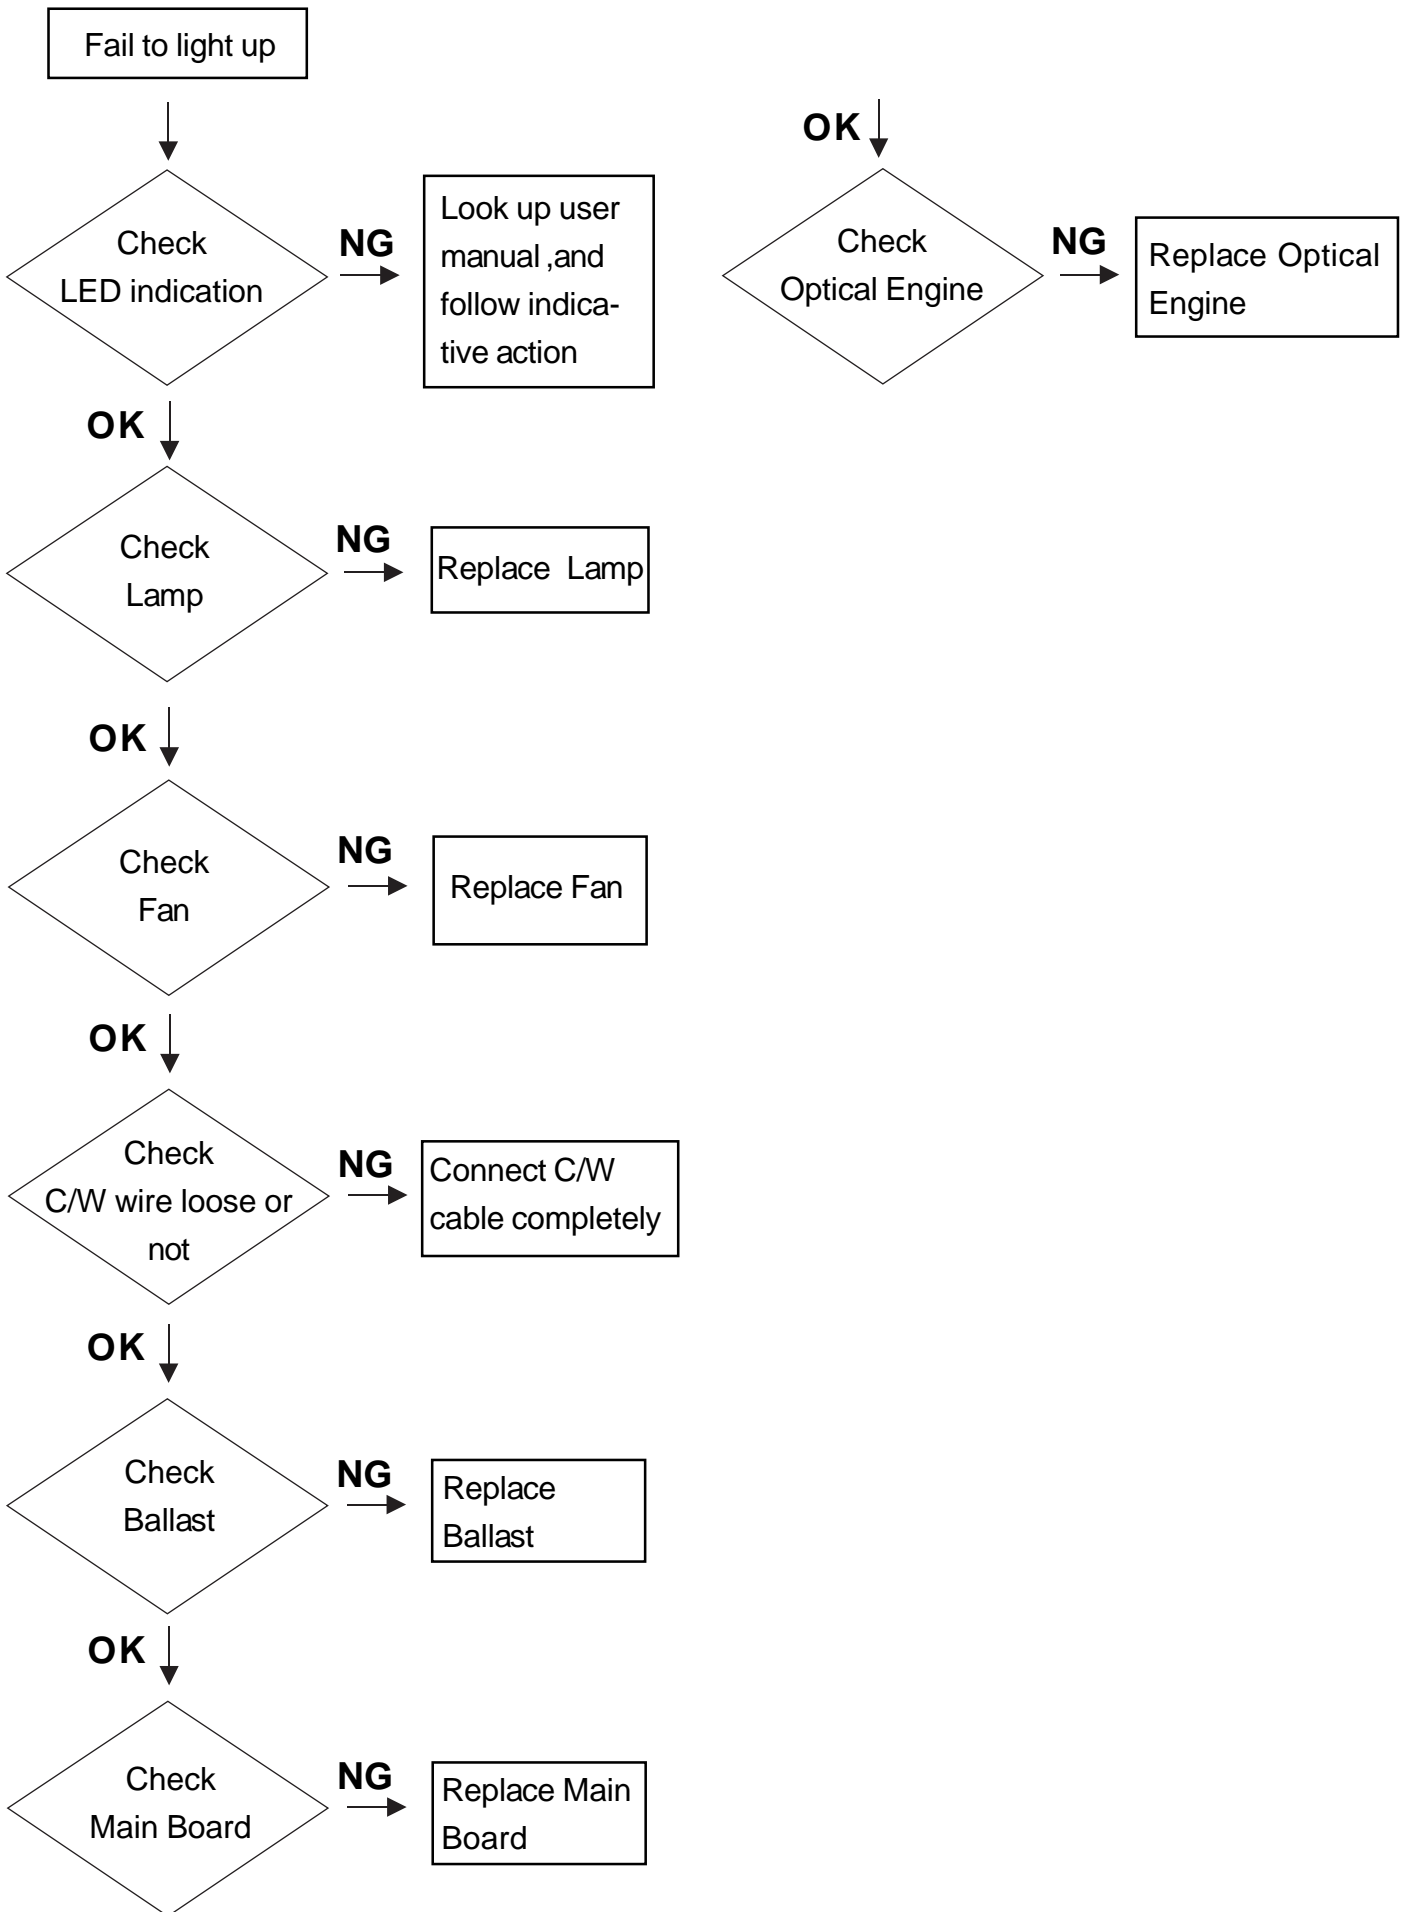 Fail to light up
Check
LED indication
NG
Look up user
manual ,and
follow indica-
tive action
OK
Check
Lamp
NG
Replace Lamp
OK
Check
Fan
NG
Replace Fan
OK
Check
C/W wire loose or
not
NG
Connect C/W
cable completely
OK
Check
Ballast
NG
Replace
Ballast
OK
Check
Main Board
NG
Replace Main
Board
OK
Check
Optical Engine
NG
Replace Optical
Engine